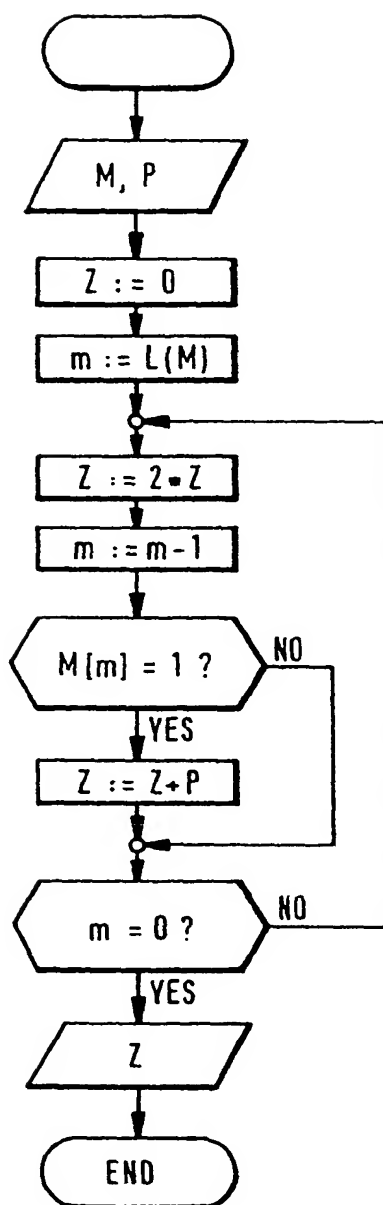 M, P
Z := 0
m := L(M)
Z := 2*Z
m := m-1
M[m] = 1 ?
NO
YES
Z := Z+P
m = 0 ?
NO
YES
Z
END